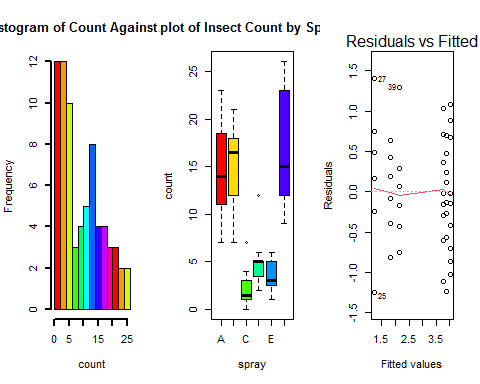 stogram of Count Against
plot of Insect Count by Sp
Residuals vs Fitted
Frequency
0 2 4 6 8 10 12
0 5 15 25
count
count
0 5 10 15 20 25
A C E
spray
Residuals
-1.5 -1.0 -0.5 0.0 0.5 1.0 1.5
27
39
25
1.5 2.5 3.5
Fitted values